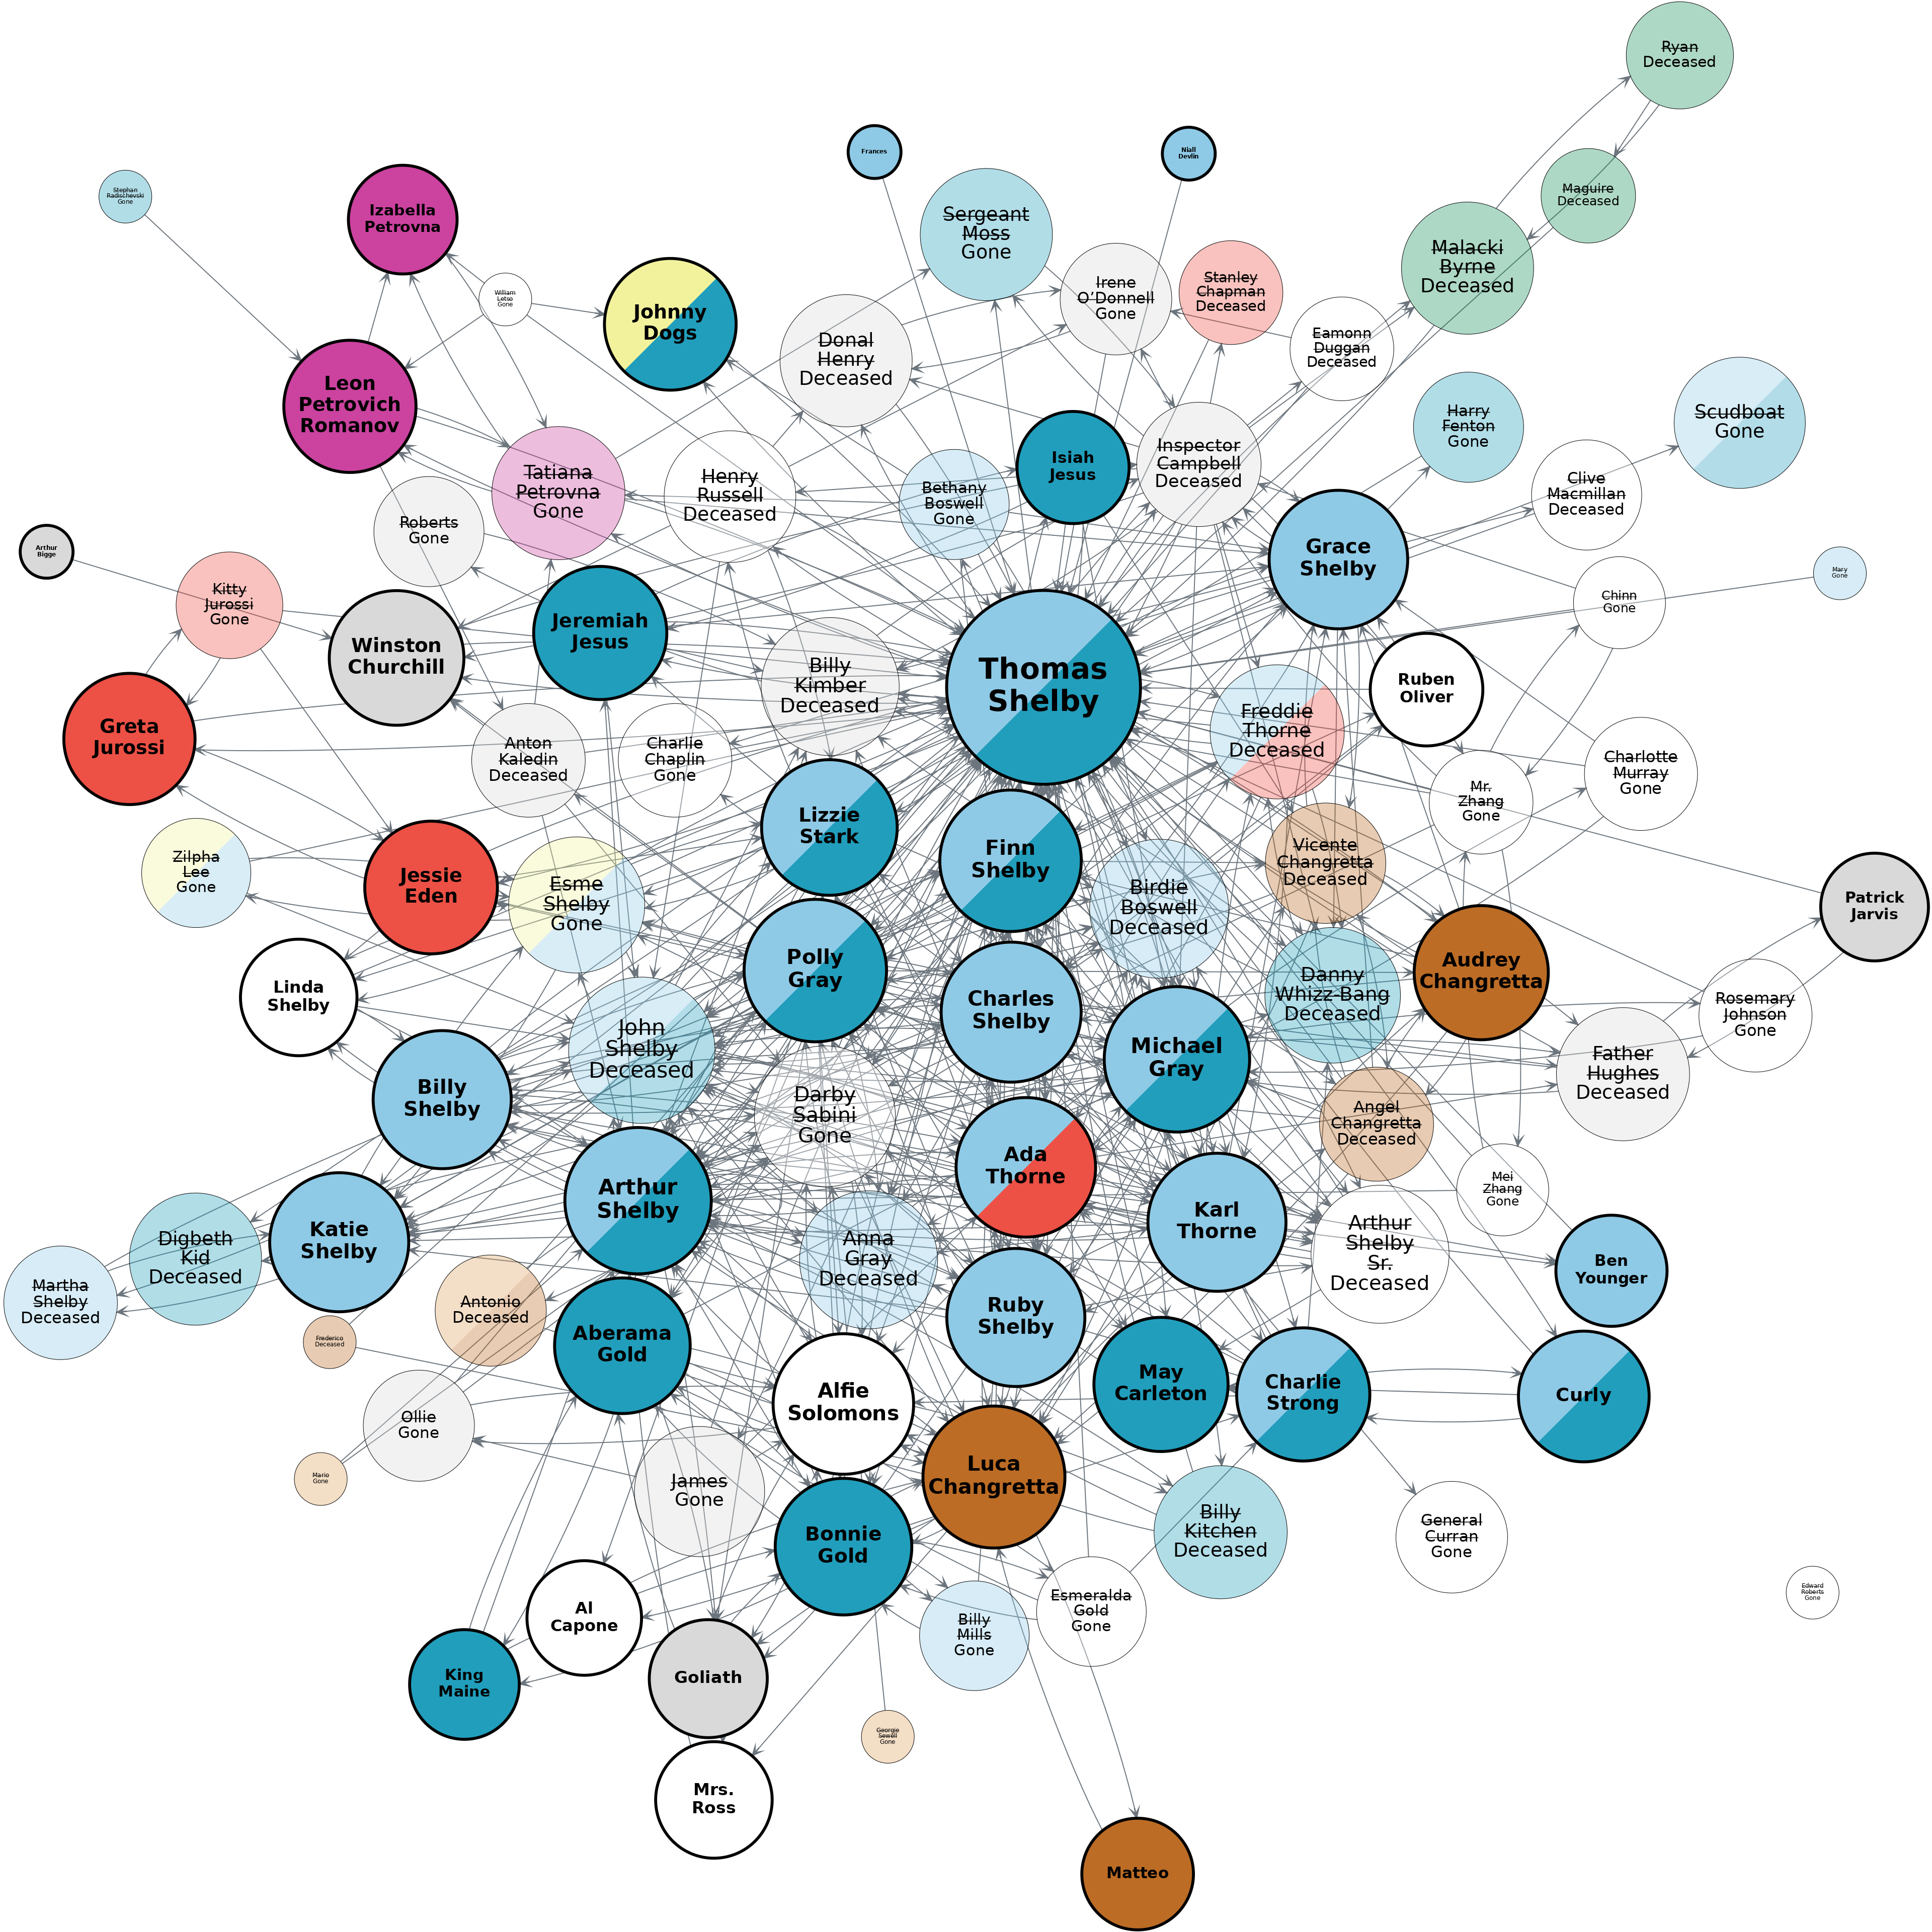 Ryan
Deceased
Frances
Niall
Devlin
Maguire
Deceased
Stephan
Radischevski
Gone
Izabella
Petrovna
Sergeant
Moss
Gone
Malacki
Byrne
Deceased
William
Letso
Gone
Johnny
Dogs
Irene
O'Donnell
Gone
Stanley
Chapman
Deceased
Eamonn
Duggan
Deceased
Donal
Henry
Deceased
Leon
Petrovich
Romanov
Harry
Fenton
Gone
Scudboat
Gone
Isiah
Jesus
Inspector
Campbell
Deceased
Tatiana
Petrovna
Gone
Henry
Russell
Deceased
Bethany
Boswell
Gone
Clive
Macmillan
Deceased
Roberts
Gone
Arthur
Bigge
Grace
Shelby
Mary
Gone
Kitty
Jurossi
Gone
Chinn
Gone
Winston
Churchill
Jeremiah
Jesus
Billy
Kimber
Deceased
Thomas
Shelby
Ruben
Oliver
Greta
Jurossi
Freddie
Thorne
Deceased
Anton
Kaledin
Deceased
Charlie
Chaplin
Gone
Charlotte
Murray
Gone
Mr.
Zhang
Gone
Lizzie
Stark
Finn
Shelby
Zilpha
Lee
Gone
Jessie
Eden
Esme
Shelby
Gone
Vicente
Changretta
Deceased
Birdie
Boswell
Deceased
Patrick
Jarvis
Polly
Gray
Audrey
Changretta
Linda
Shelby
Charles
Shelby
Danny
Whizz-Bang
Deceased
Rosemary
Johnson
Gone
John
Shelby
Deceased
Michael
Gray
Father
Hughes
Deceased
Billy
Shelby
Darby
Sabini
Gone
Angel
Changretta
Deceased
Ada
Thorne
Mei
Zhang
Gone
Arthur
Shelby
Karl
Thorne
Katie
Shelby
Digbeth
Kid
Deceased
Anna
Gray
Deceased
Arthur
Shelby
Sr.
Deceased
Ben
Younger
Martha
Shelby
Deceased
Antonio
Deceased
Ruby
Shelby
Frederico
Deceased
Aberama
Gold
May
Carleton
Charlie
Strong
Curly
Alfie
Solomons
Ollie
Gone
Luca
Changretta
Mario
Gone
James
Gone
Billy
Kitchen
Deceased
General
Curran
Gone
Bonnie
Gold
Edward
Roberts
Gone
Al
Capone
Esmeralda
Gold
Gone
Billy
Mills
Gone
King
Maine
Goliath
Georgie
Sewell
Gone
Mrs.
Ross
Matteo